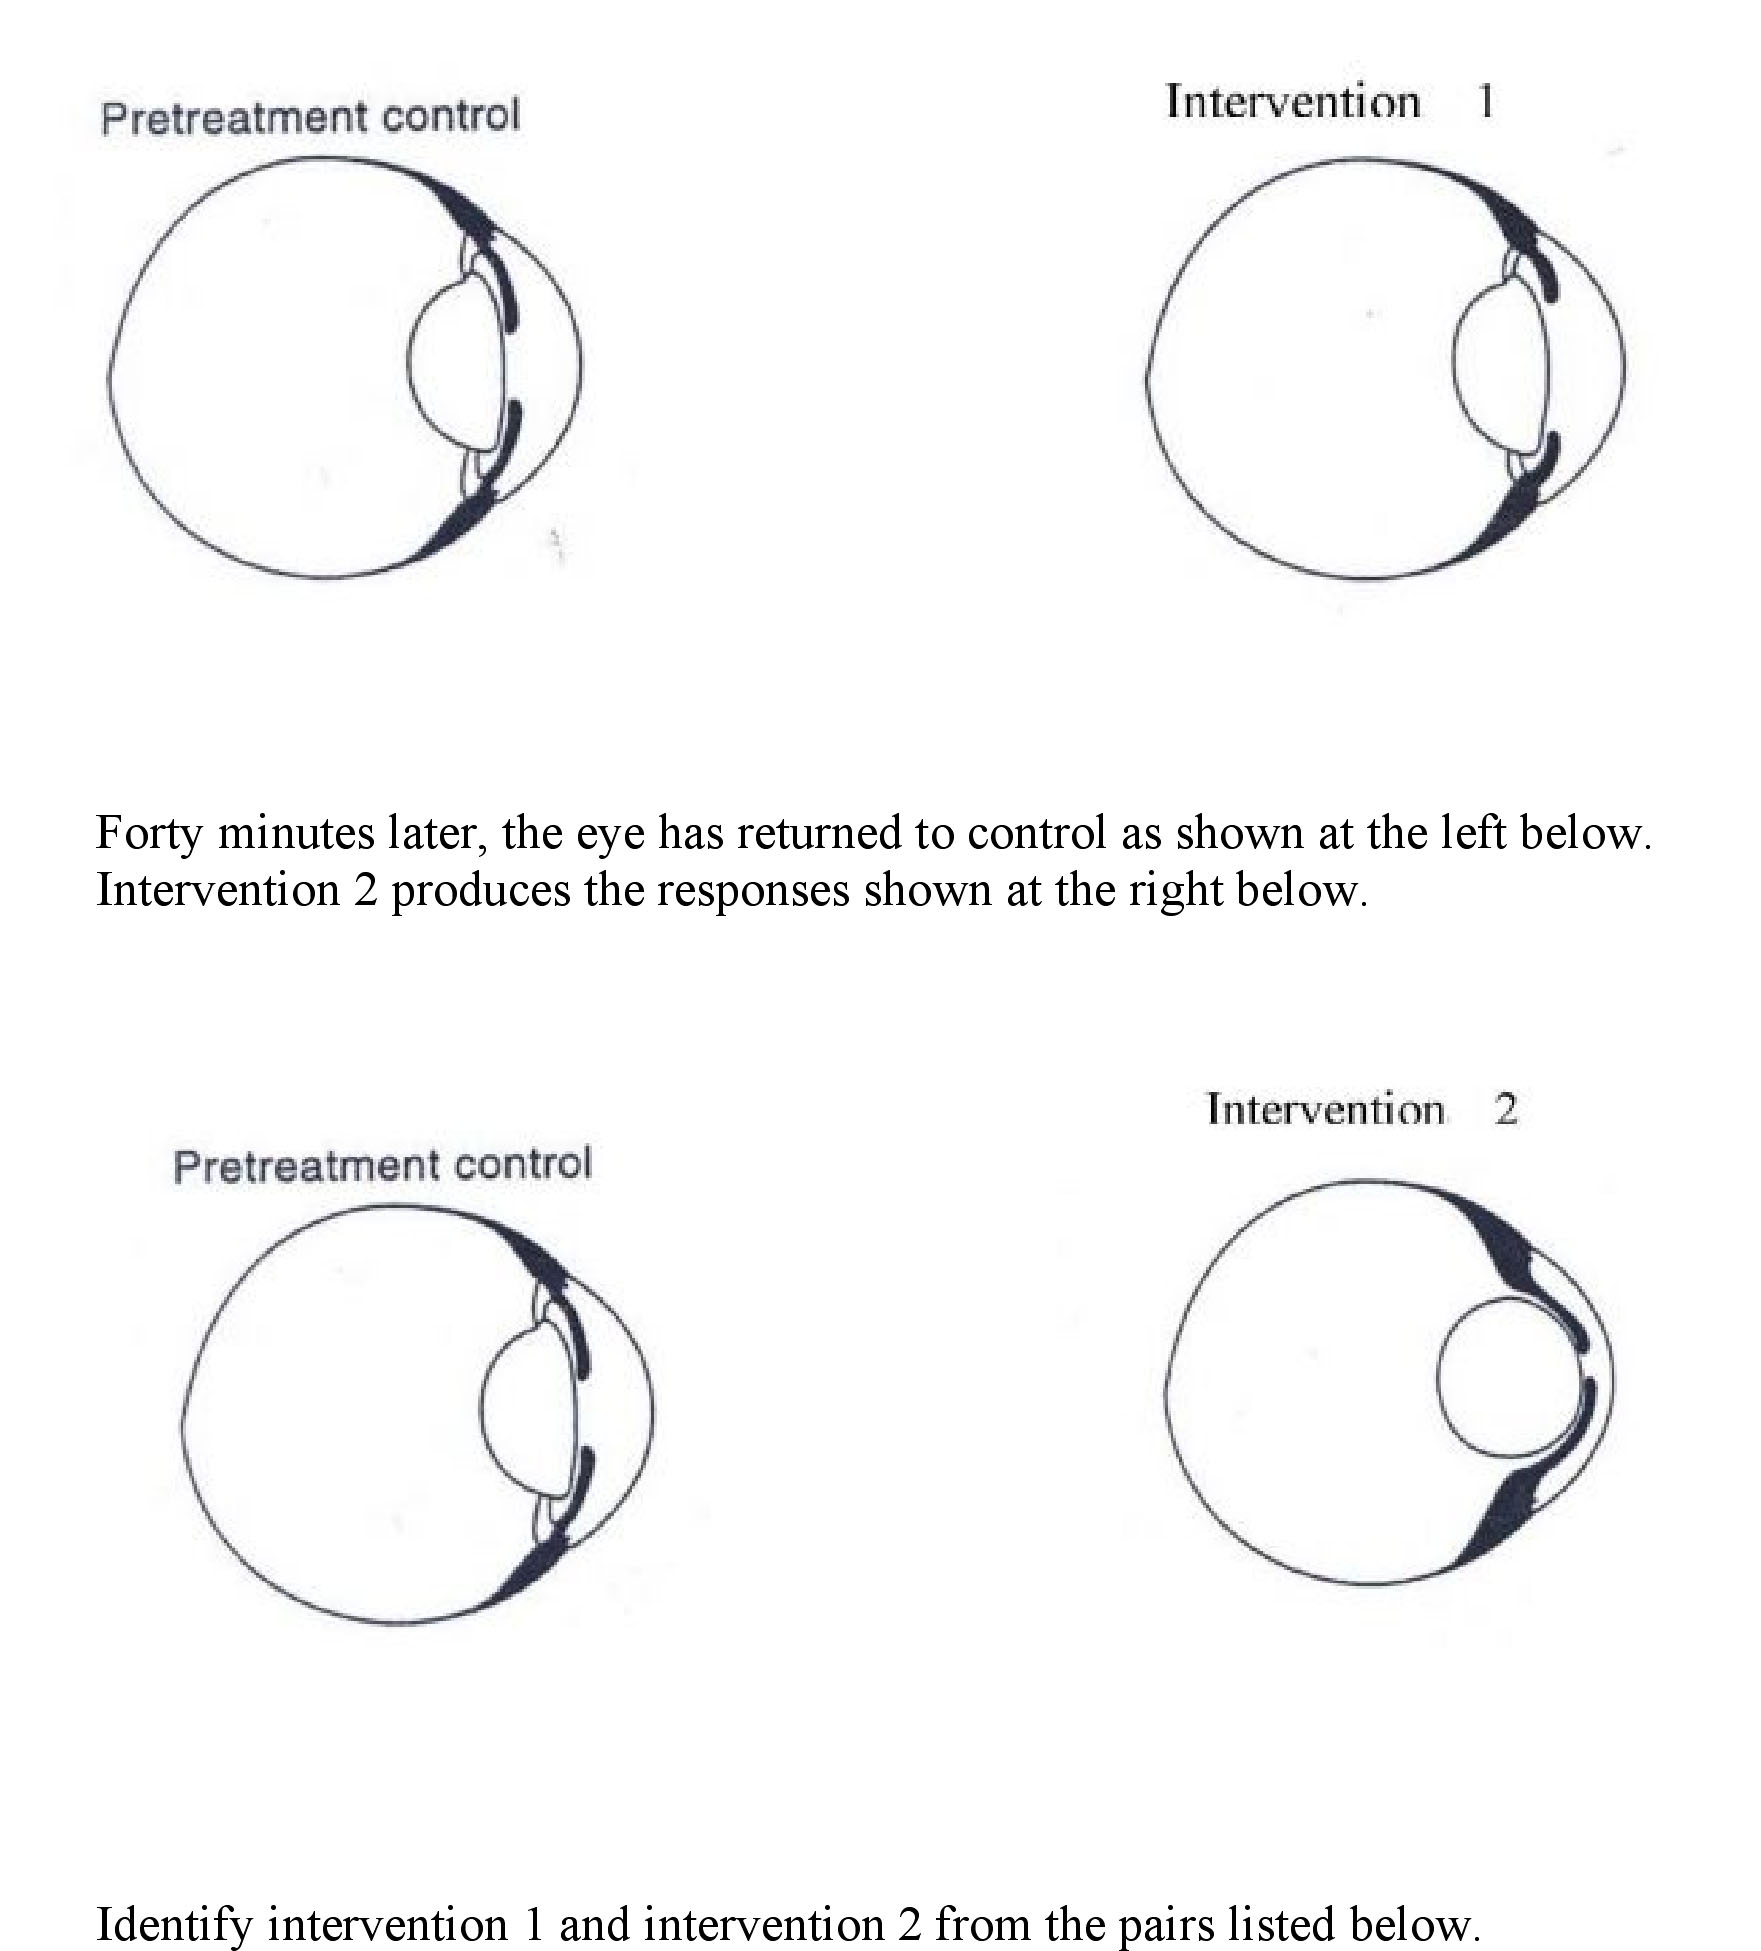 Pretreatment control
Intervention 1
Forty minutes later, the eye has returned to control as shown at the left below.
Intervention 2 produces the responses shown at the right below.
Intervention 2
Pretreatment control
Identify intervention 1 and intervention 2 from the pairs listed below.